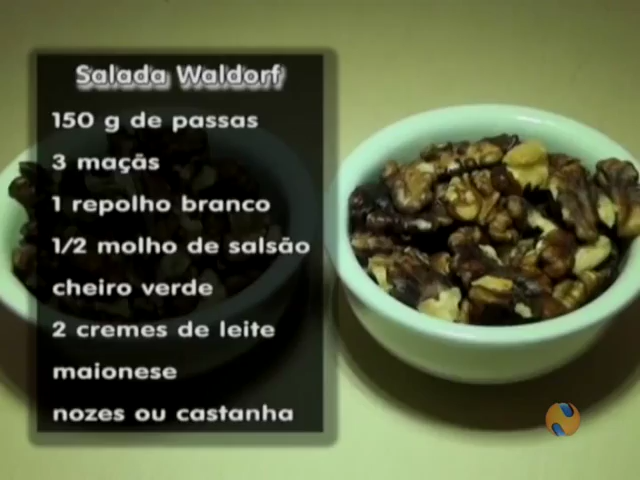 Salada Waldorf
150 g de passas
3 maçãs
1 repolho branco
1/2 molho de salsão
cheiro verde
2 cremes de leite
maionese
nozes ou castanha